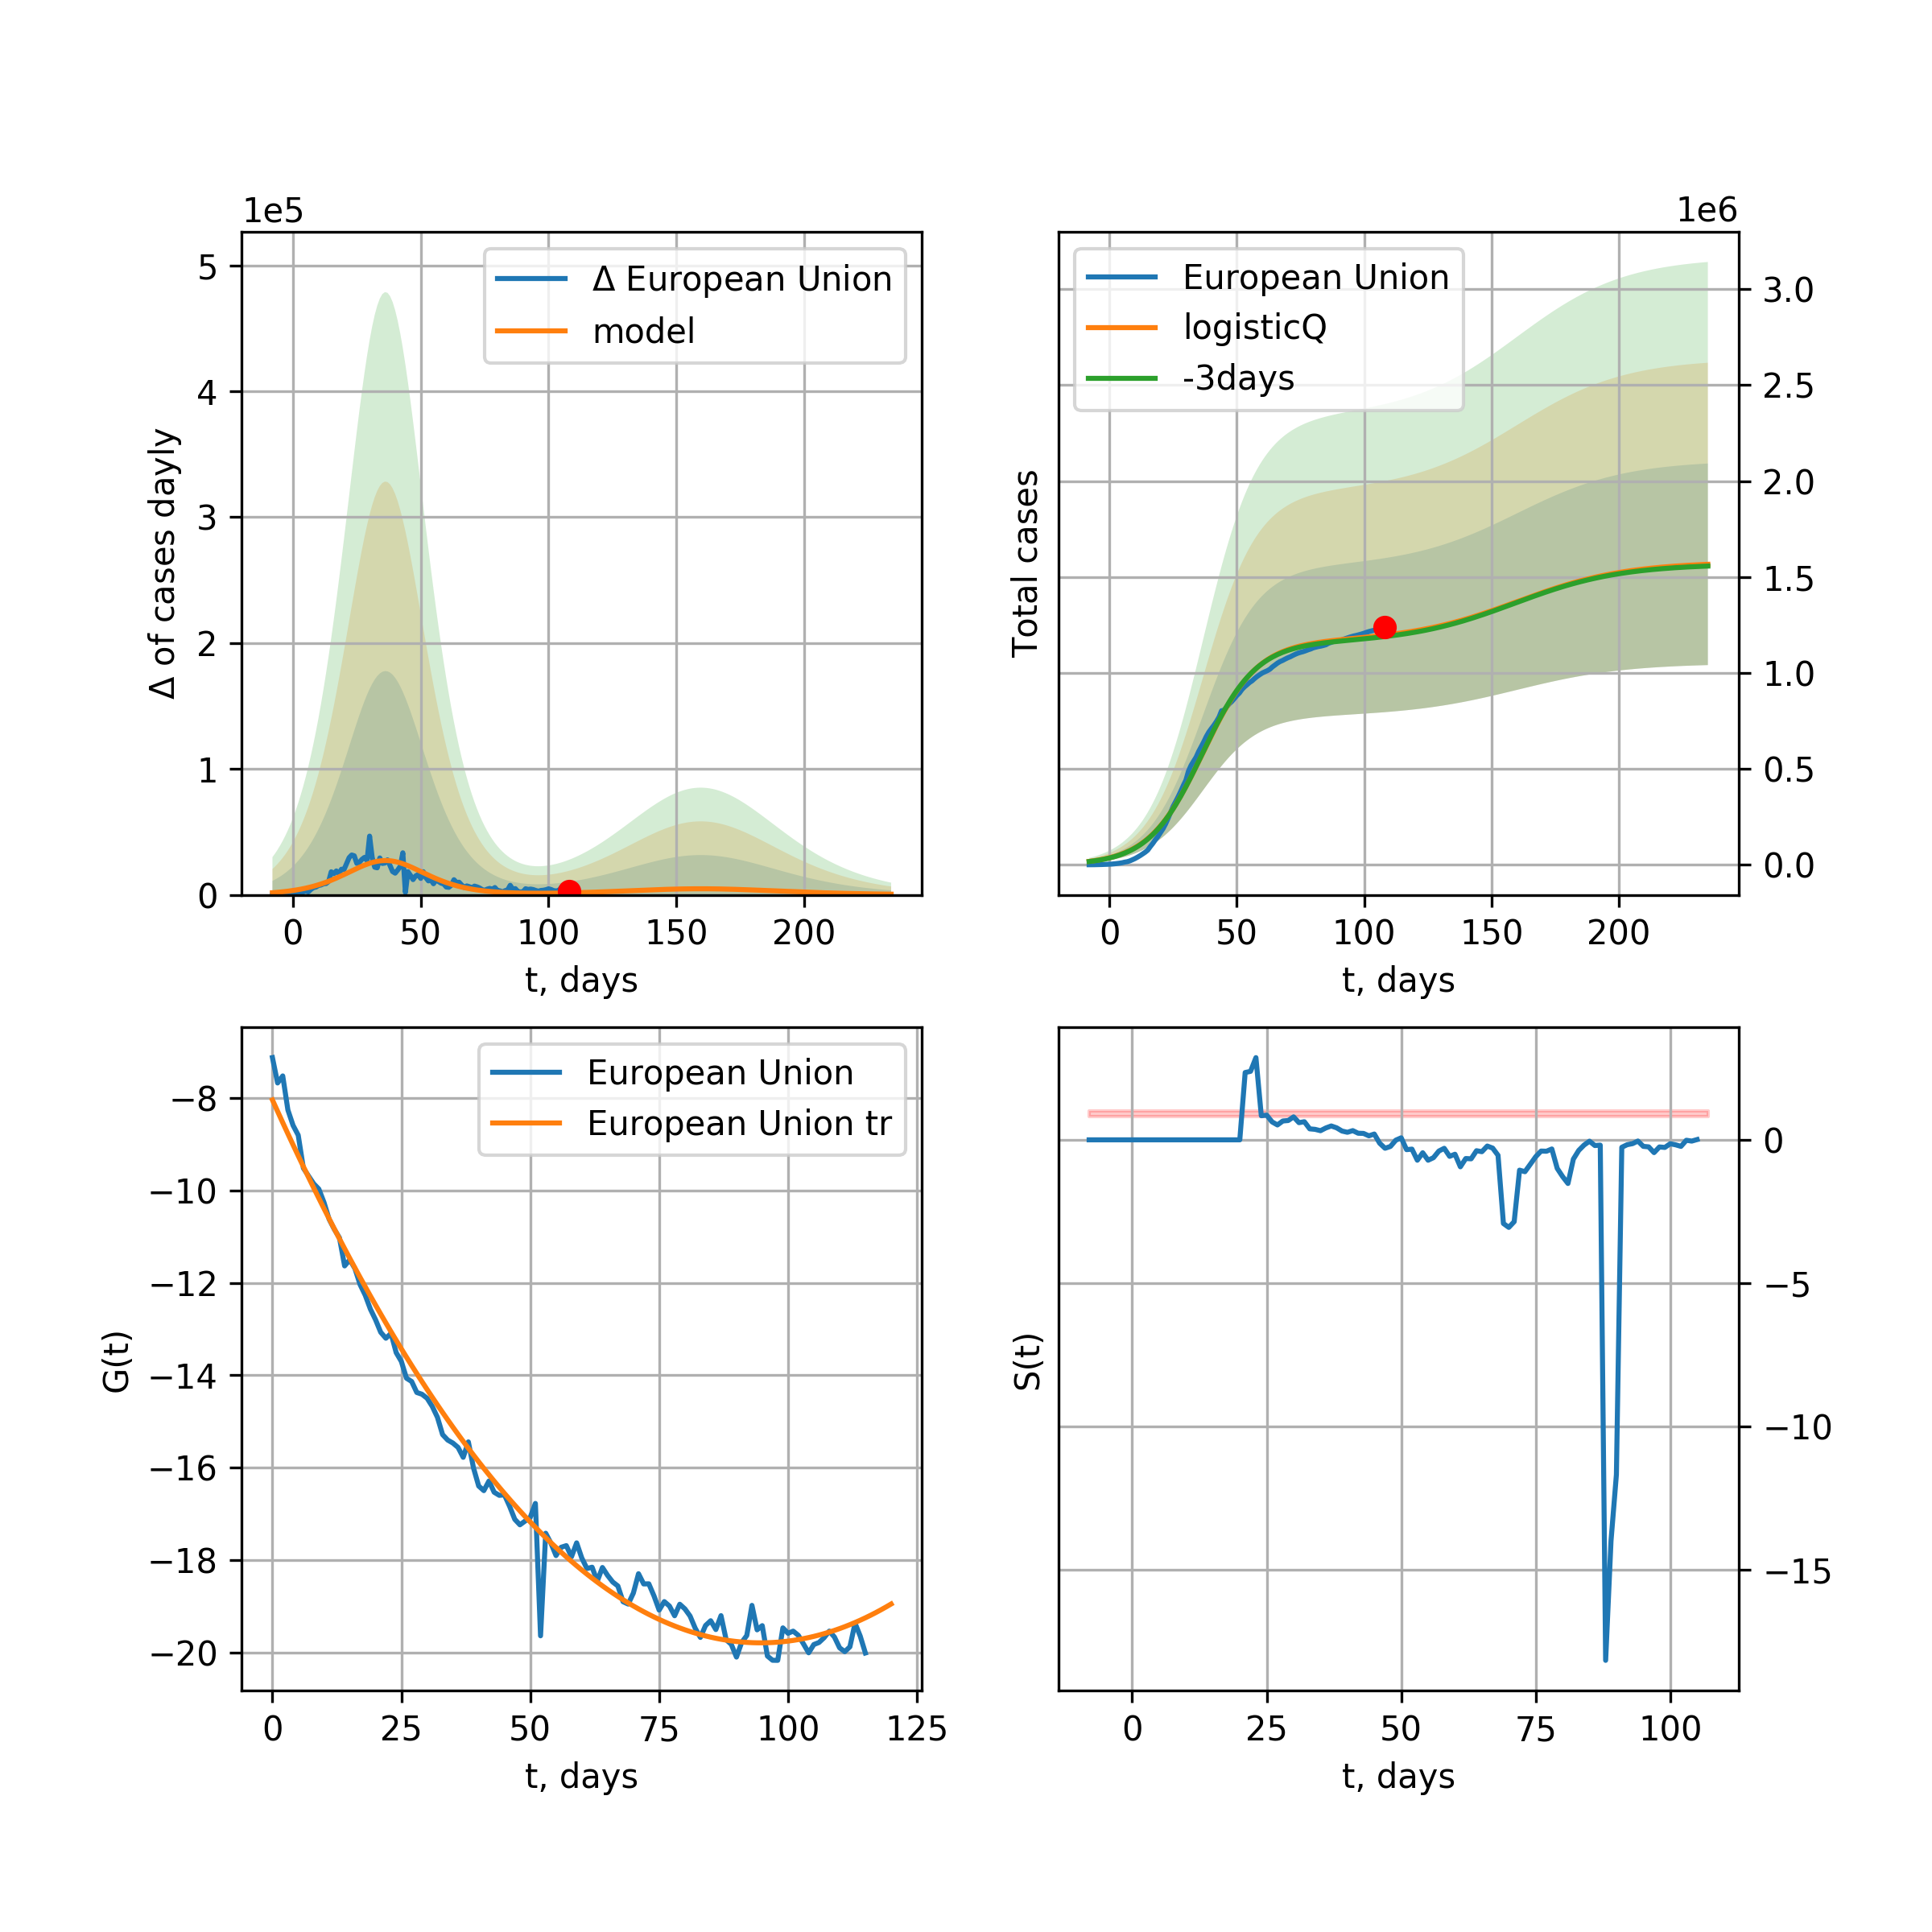 1e5
Δ European Union
model
5
4
3
2
1
0
Δ of cases dayly
0 50 100 150 200
t, days
1e6
European Union
logisticQ
-3days
Total cases
3.0
2.5
2.0
1.5
1.0
0.5
0.0
0 50 100 150 200
t, days
European Union
European Union tr
−8
−10
−12
−14
−16
−18
−20
G(t)
0 25 50 75 100 125
t, days
S(t)
0
−5
−10
−15
0 25 50 75 100
t, days